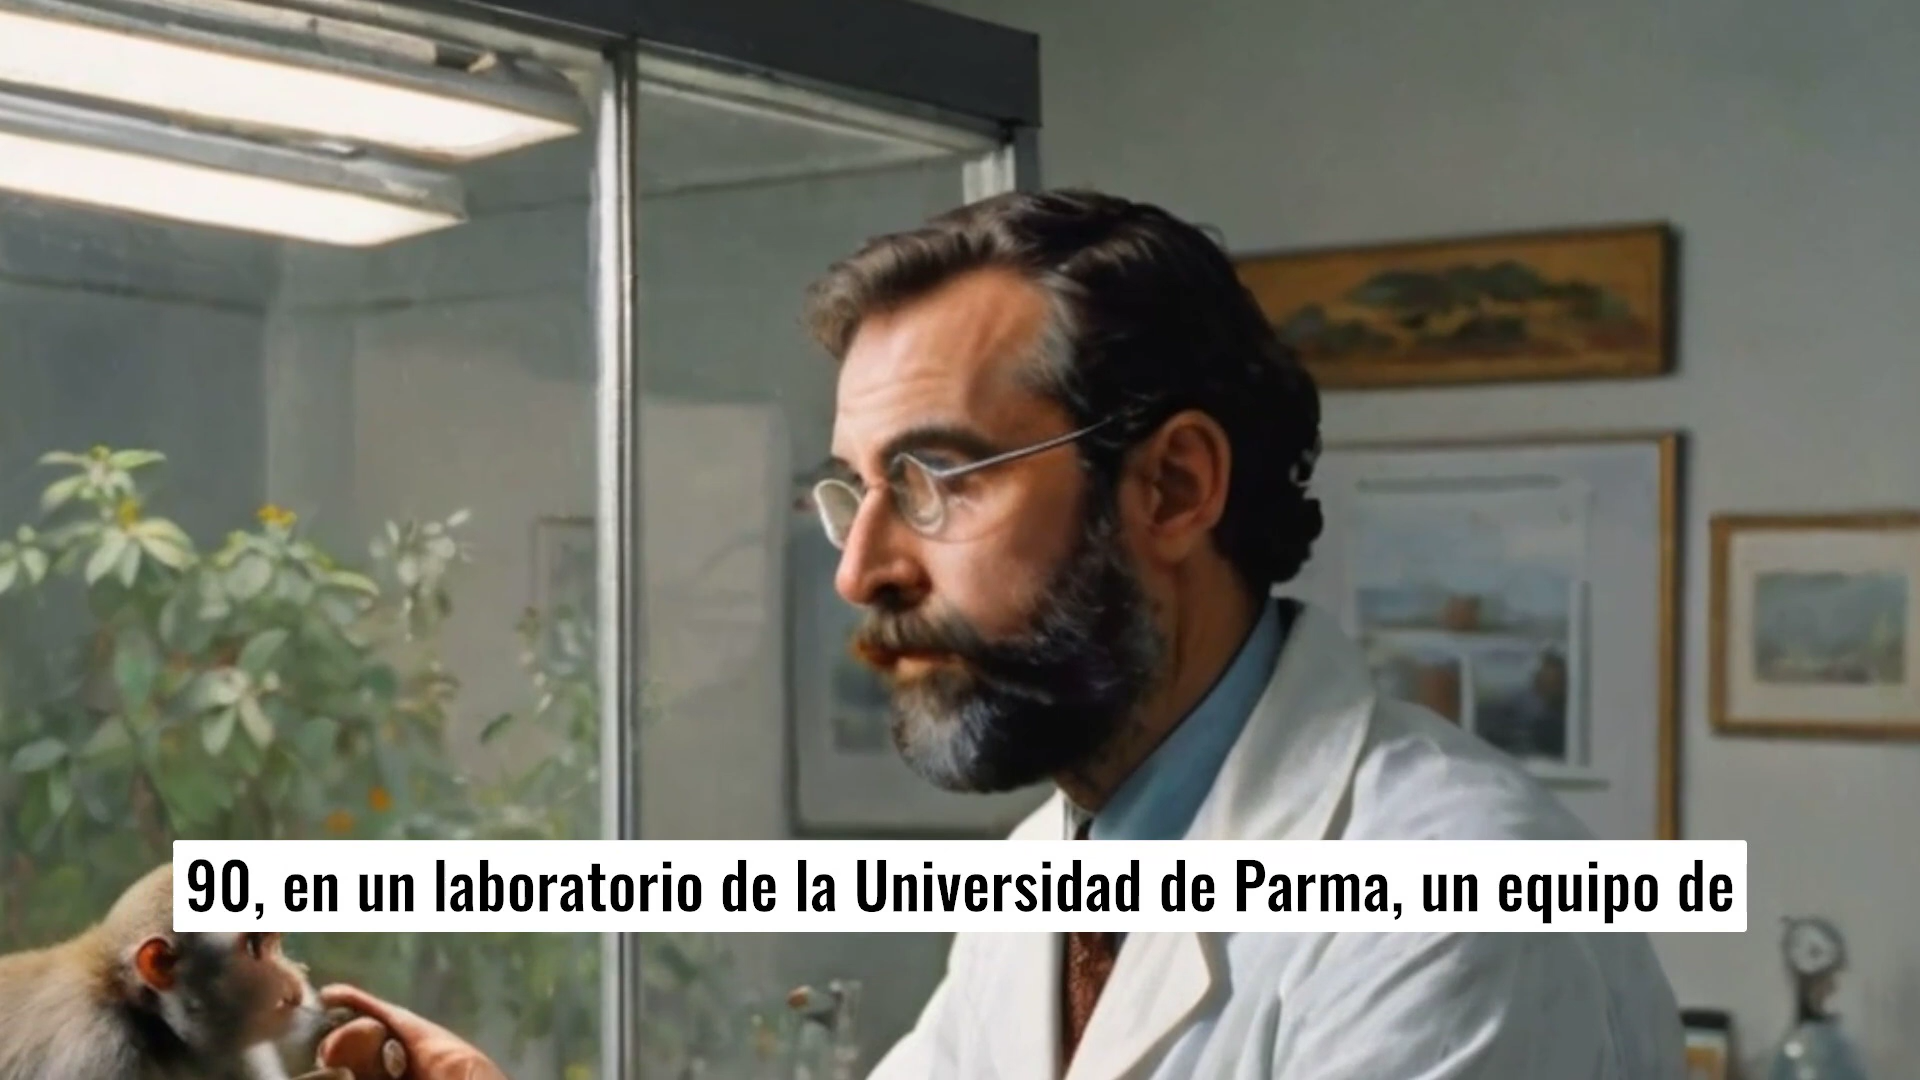 90, en un laboratorio de la Universidad de Parma, un equipo de